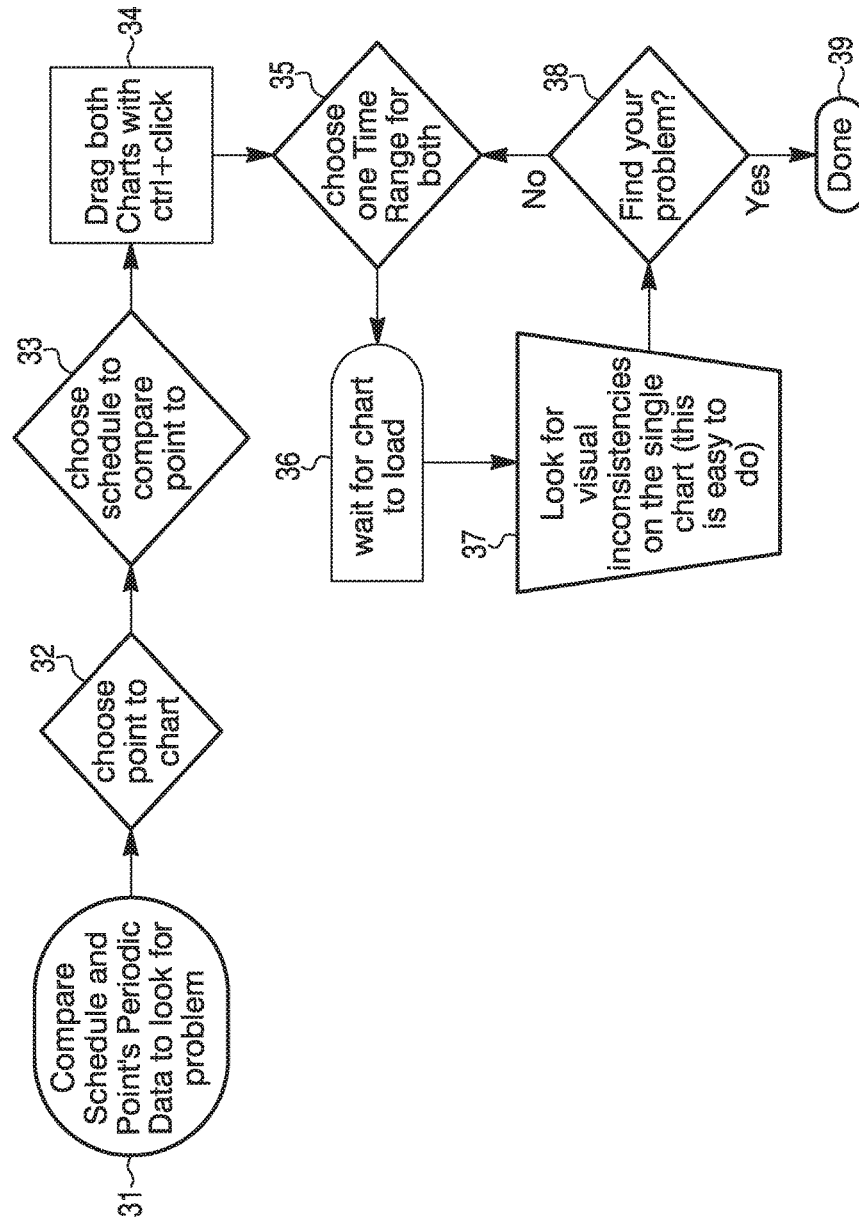 31
Compare
Schedule and
Point's Periodic
Data to look for
problem
32
choose
point to
chart
33
choose
schedule to
compare
point to
34
Drag both
Charts with
ctrl+click
35
choose
one Time
Range for
both
36
wait for chart
to load
37
Look for
visual
inconsistencies
on the single
chart (this
is easy to
do)
38
Find your
problem?
No
Yes
Done
39